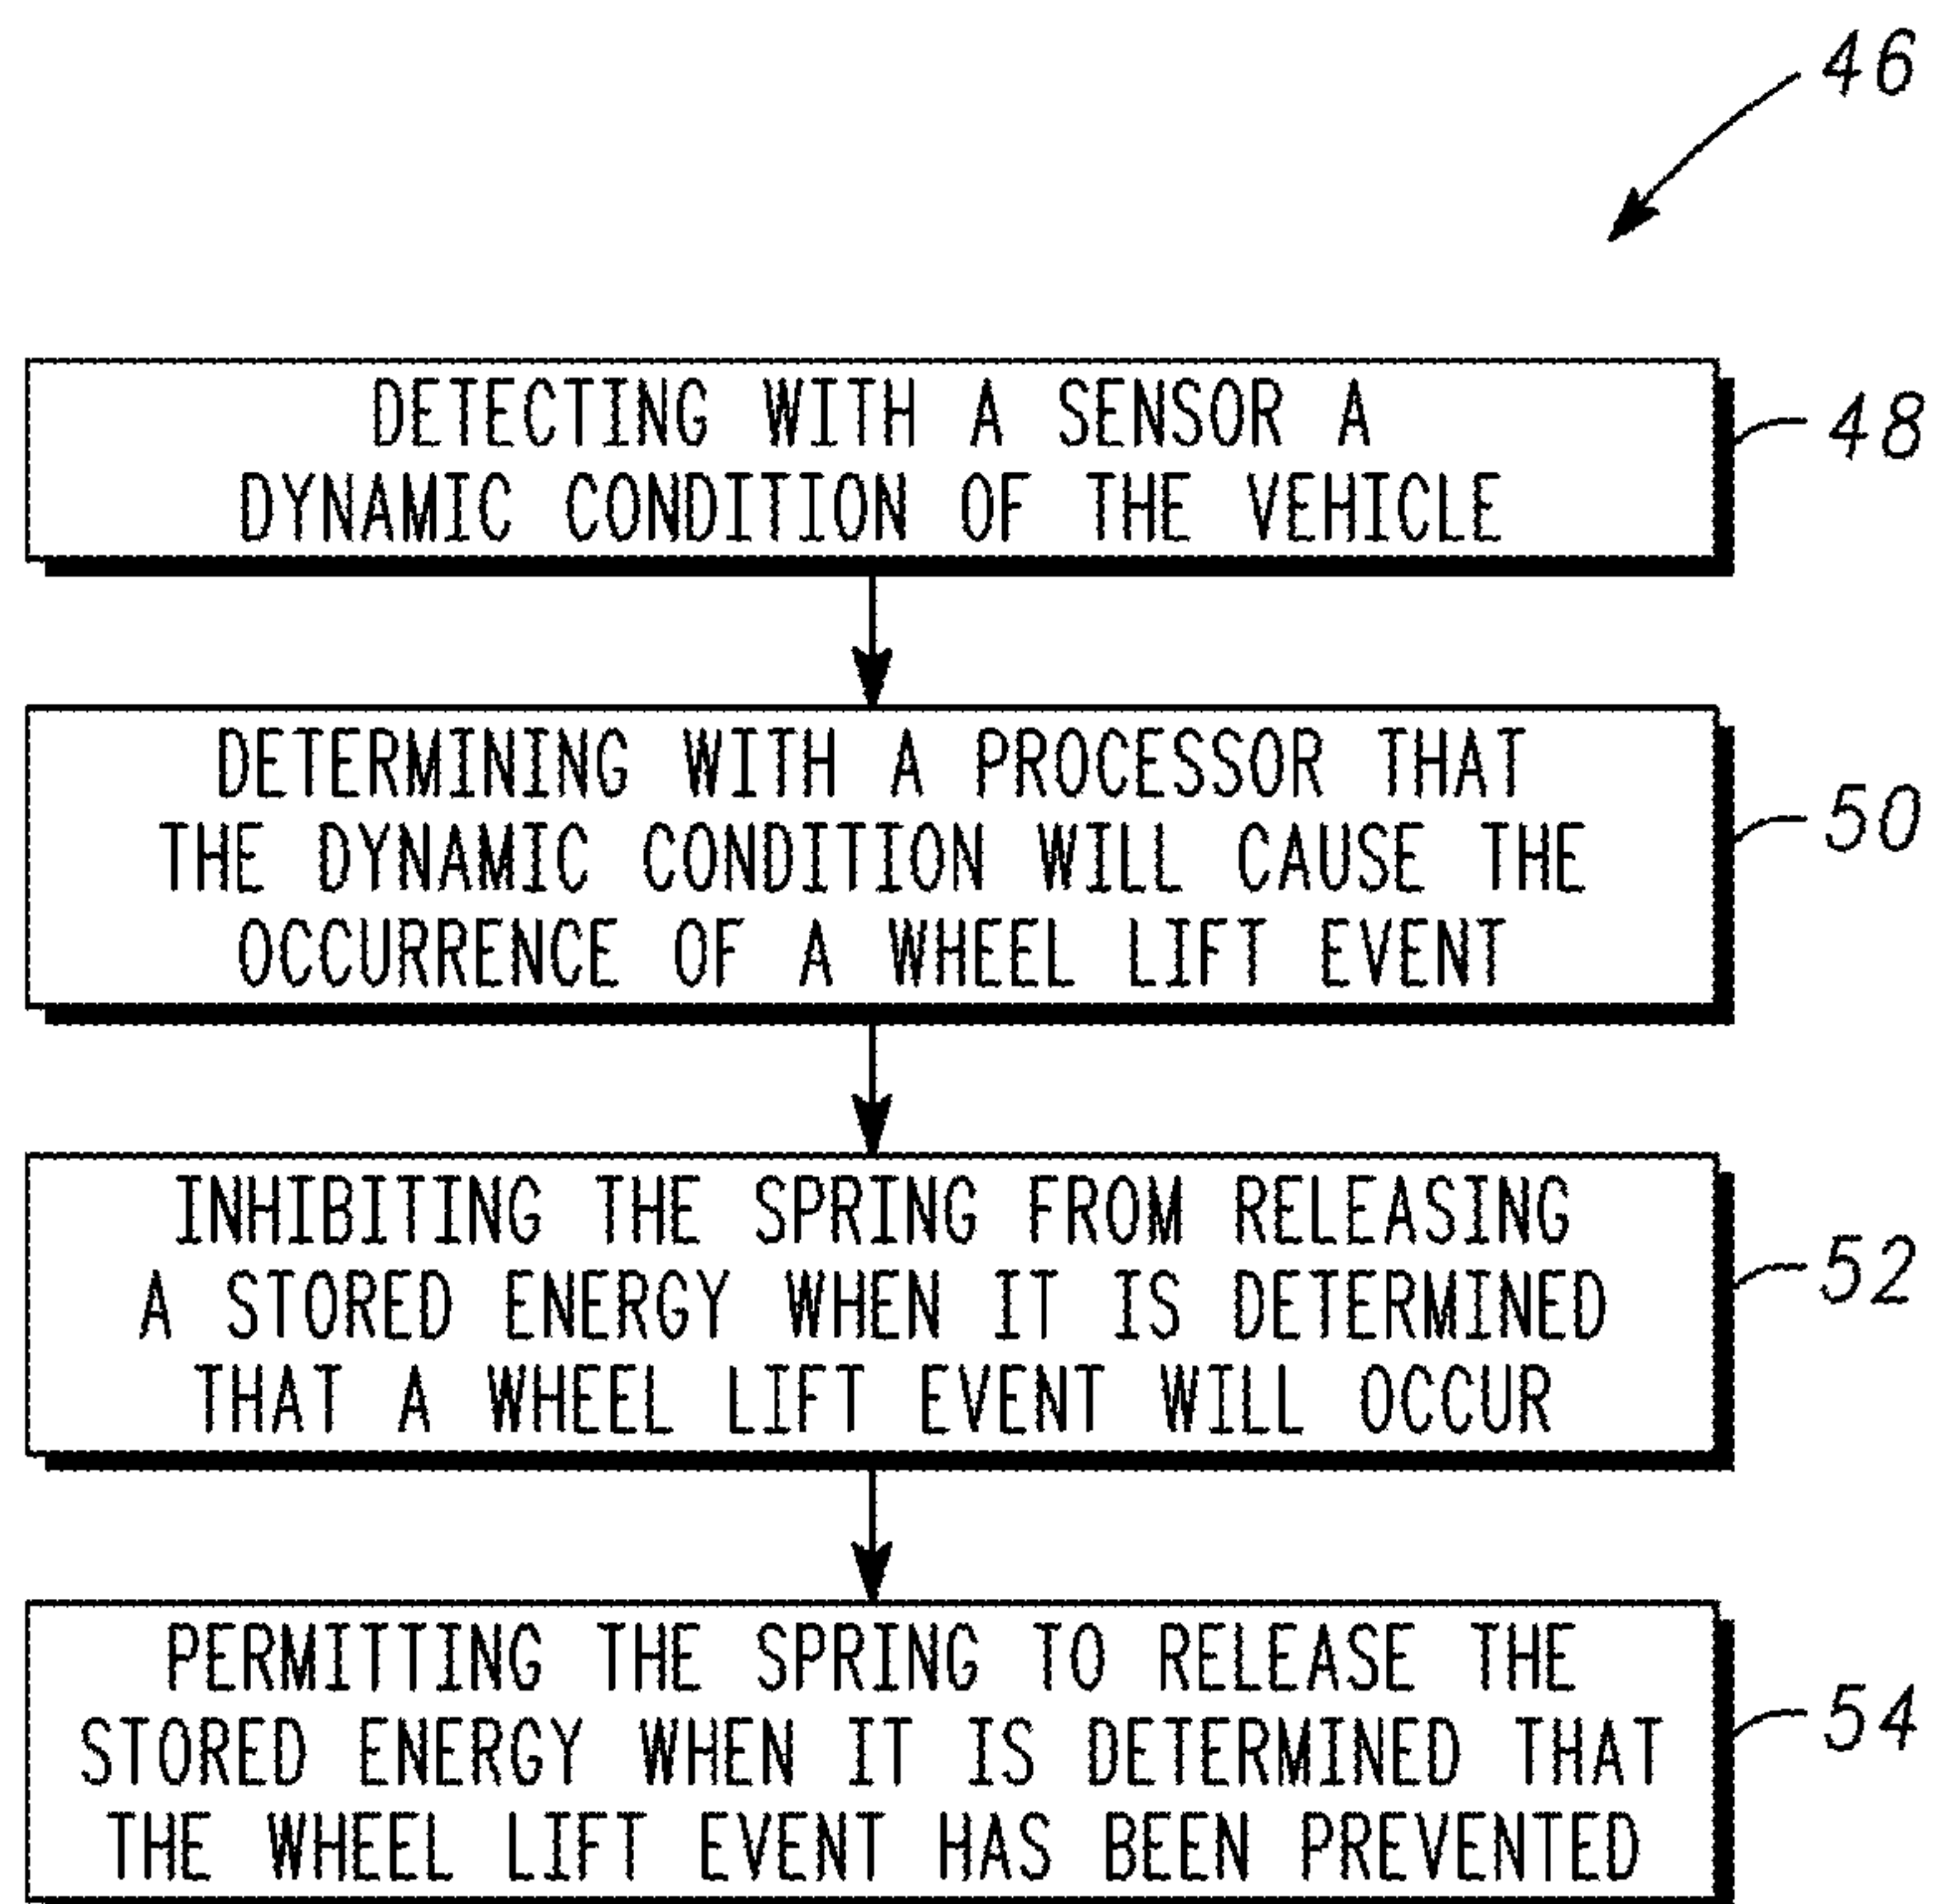 46
DETECTING WITH A SENSOR A
DYNAMIC CONDITION OF THE VEHICLE
48
DETERMINING WITH A PROCESSOR THAT
THE DYNAMIC CONDITION WILL CAUSE THE
OCCURRENCE OF A WHEEL LIFT EVENT
50
INHIBITING THE SPRING FROM RELEASING
A STORED ENERGY WHEN IT IS DETERMINED
THAT A WHEEL LIFT EVENT WILL OCCUR
52
PERMITTING THE SPRING TO RELEASE THE
STORED ENERGY WHEN IT IS DETERMINED THAT
THE WHEEL LIFT EVENT HAS BEEN PREVENTED
54